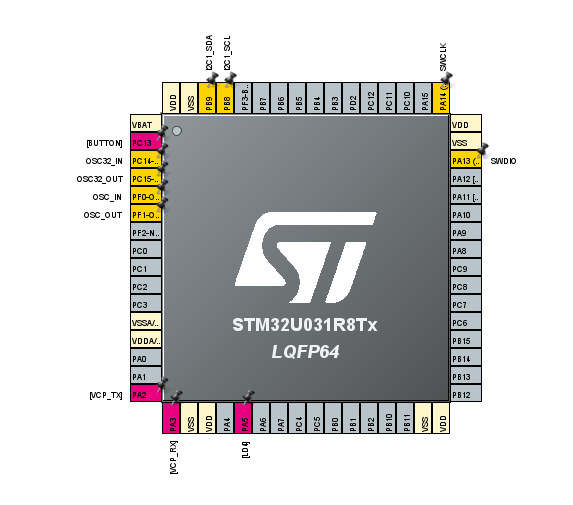 I2C1_SDA
I2C1_SCL
SWCLK
VDD
VSS
PB9
PB8
PF3-B..
PB7
PB6
PB5
PB4
PB3
PD2
PC12
PC11
PC10
PA15
PA14 (..
VBAT
[BUTTON] PC13..
OSC32_IN PC14-..
OSC32_OUT PC15-..
OSC_IN PF0-O..
OSC_OUT PF1-O..
PF2-N..
PC0
PC1
PC2
PC3
VSSA/..
VDDA/..
PA0
PA1
[VCP_TX] PA2
STM32U031R8Tx
LQFP64
VDD
VSS
PA13 (.. SWDIO
PA12 [..
PA11 [..
PA10
PA9
PA8
PC9
PC8
PC7
PC6
PB15
PB14
PB13
PB12
PA3
VSS
VDD
PA4
PA5
PA6
PA7
PC4
PC5
PB0
PB1
PB2
PB10
PB11
VSS
VDD
[VCP_RX]
[LD4]